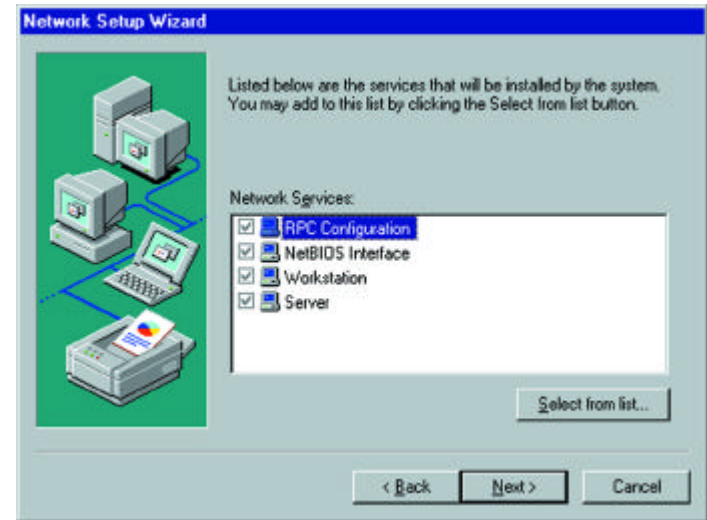 Network Setup Wizard
Listed below are the services that will be installed by the system.
You may add to this list by clicking the Select from list button.
Network Services:
RPC Configuration
NetBIOS Interface
Workstation
Server
Select from list...
< Back
Next >
Cancel